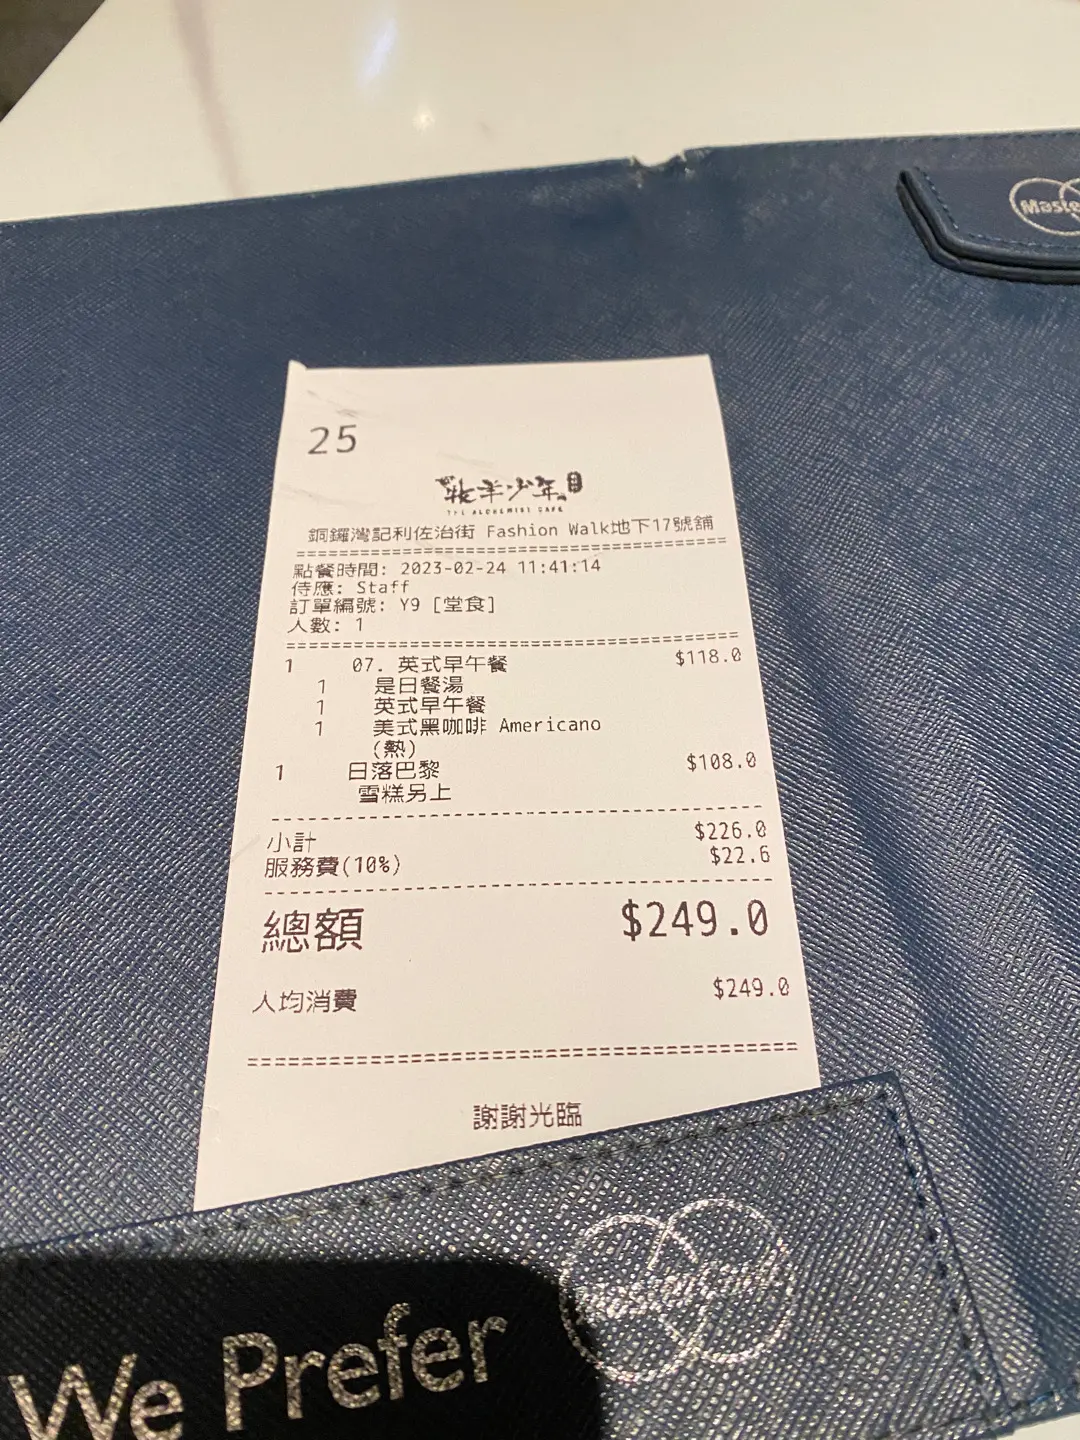 Maste
25
牧羊少年
THE ALCHEMIST CAFE
銅鑼灣記利佐治街 Fashion Walk地下17號舖
點餐時間: 2023-02-24 11:41:14
侍應: Staff
訂單編號: Y9 [堂食]
人數: 1
1 07. 英式早午餐 $118.0
1 是日餐湯
1 英式早午餐
1 美式黑咖啡 Americano
(熱)
1 日落巴黎 $108.0
雪糕另上
小計 $226.0
服務費(10%) $22.6
總額 $249.0
人均消費 $249.0
謝謝光臨
We Prefer